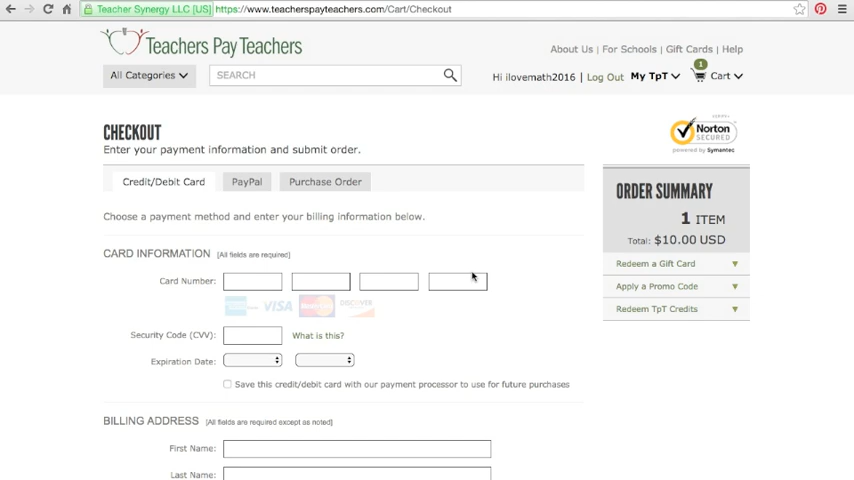 Teacher Synergy LLC [US] https://www.teacherspayteachers.com/Cart/Checkout
Teachers Pay Teachers
About Us | For Schools | Gift Cards | Help
All Categories
SEARCH
Hi ilovemath2016 | Log Out My TpT 1 Cart
CHECKOUT
Enter your payment information and submit order.
Norton
SECURED
powered by Symantec
Credit/Debit Card PayPal Purchase Order
Choose a payment method and enter your billing information below.
ORDER SUMMARY
1 ITEM
Total: $10.00 USD
Redeem a Gift Card
Apply a Promo Code
Redeem TpT Credits
CARD INFORMATION [All fields are required]
Card Number:
VISA DISCOVER
Security Code (CVV): What is this?
Expiration Date:
Save this credit/debit card with our payment processor to use for future purchases
BILLING ADDRESS [All fields are required except as noted]
First Name:
Last Name: